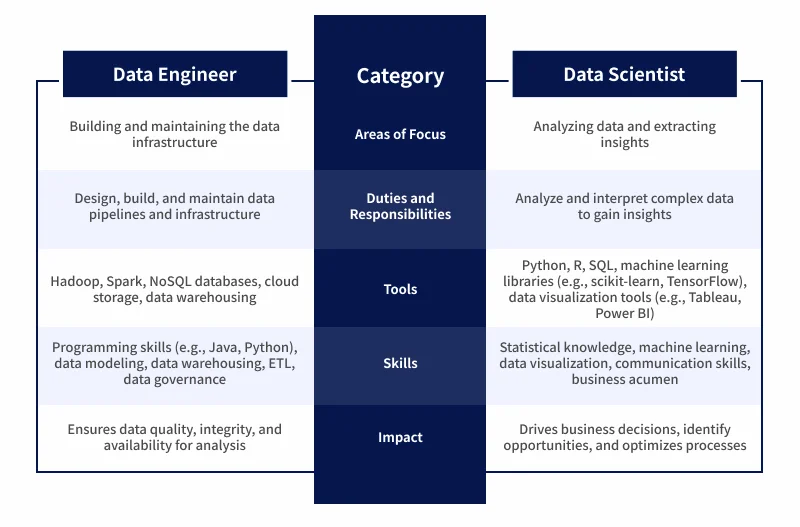 Data Engineer
Category
Data Scientist
Building and maintaining the data
infrastructure
Areas of Focus
Analyzing data and extracting
insights
Design, build, and maintain data
pipelines and infrastructure
Duties and
Responsibilities
Analyze and interpret complex data
to gain insights
Hadoop, Spark, NoSQL databases, cloud
storage, data warehousing
Tools
Python, R, SQL, machine learning
libraries (e.g., scikit-learn, TensorFlow),
data visualization tools (e.g., Tableau,
Power BI)
Programming skills (e.g., Java, Python),
data modeling, data warehousing, ETL,
data governance
Skills
Statistical knowledge, machine learning,
data visualization, communication skills,
business acumen
Ensures data quality, integrity, and
availability for analysis
Impact
Drives business decisions, identify
opportunities, and optimizes processes